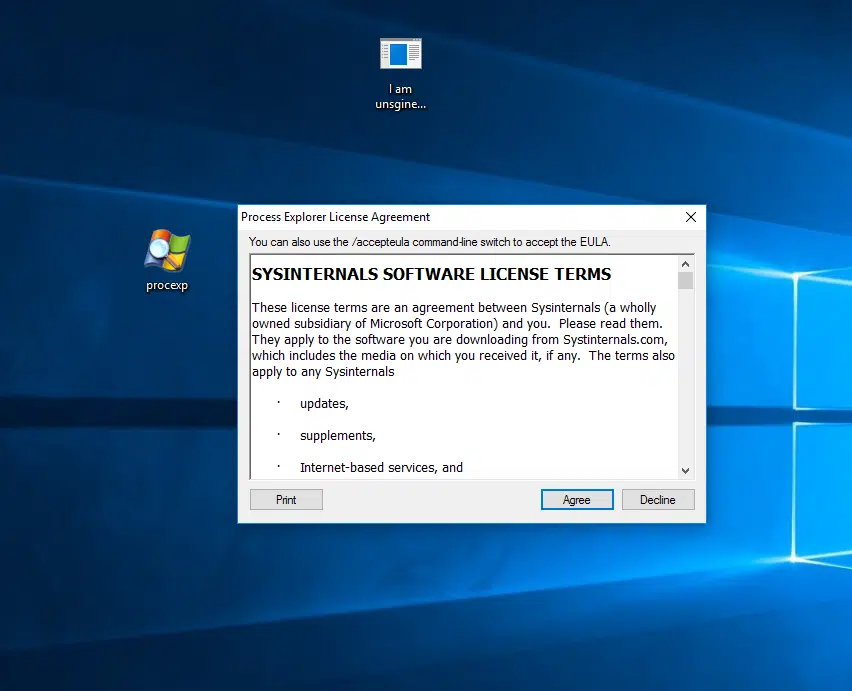 I am
unsgine...
procexp
Process Explorer License Agreement
You can also use the /accepteula command-line switch to accept the EULA.
SYSINTERNALS SOFTWARE LICENSE TERMS
These license terms are an agreement between Sysinternals (a wholly
owned subsidiary of Microsoft Corporation) and you.  Please read them.
They apply to the software you are downloading from Systinternals.com,
which includes the media on which you received it, if any.  The terms also
apply to any Sysinternals
· updates,
· supplements,
· Internet-based services, and
Print
Agree
Decline